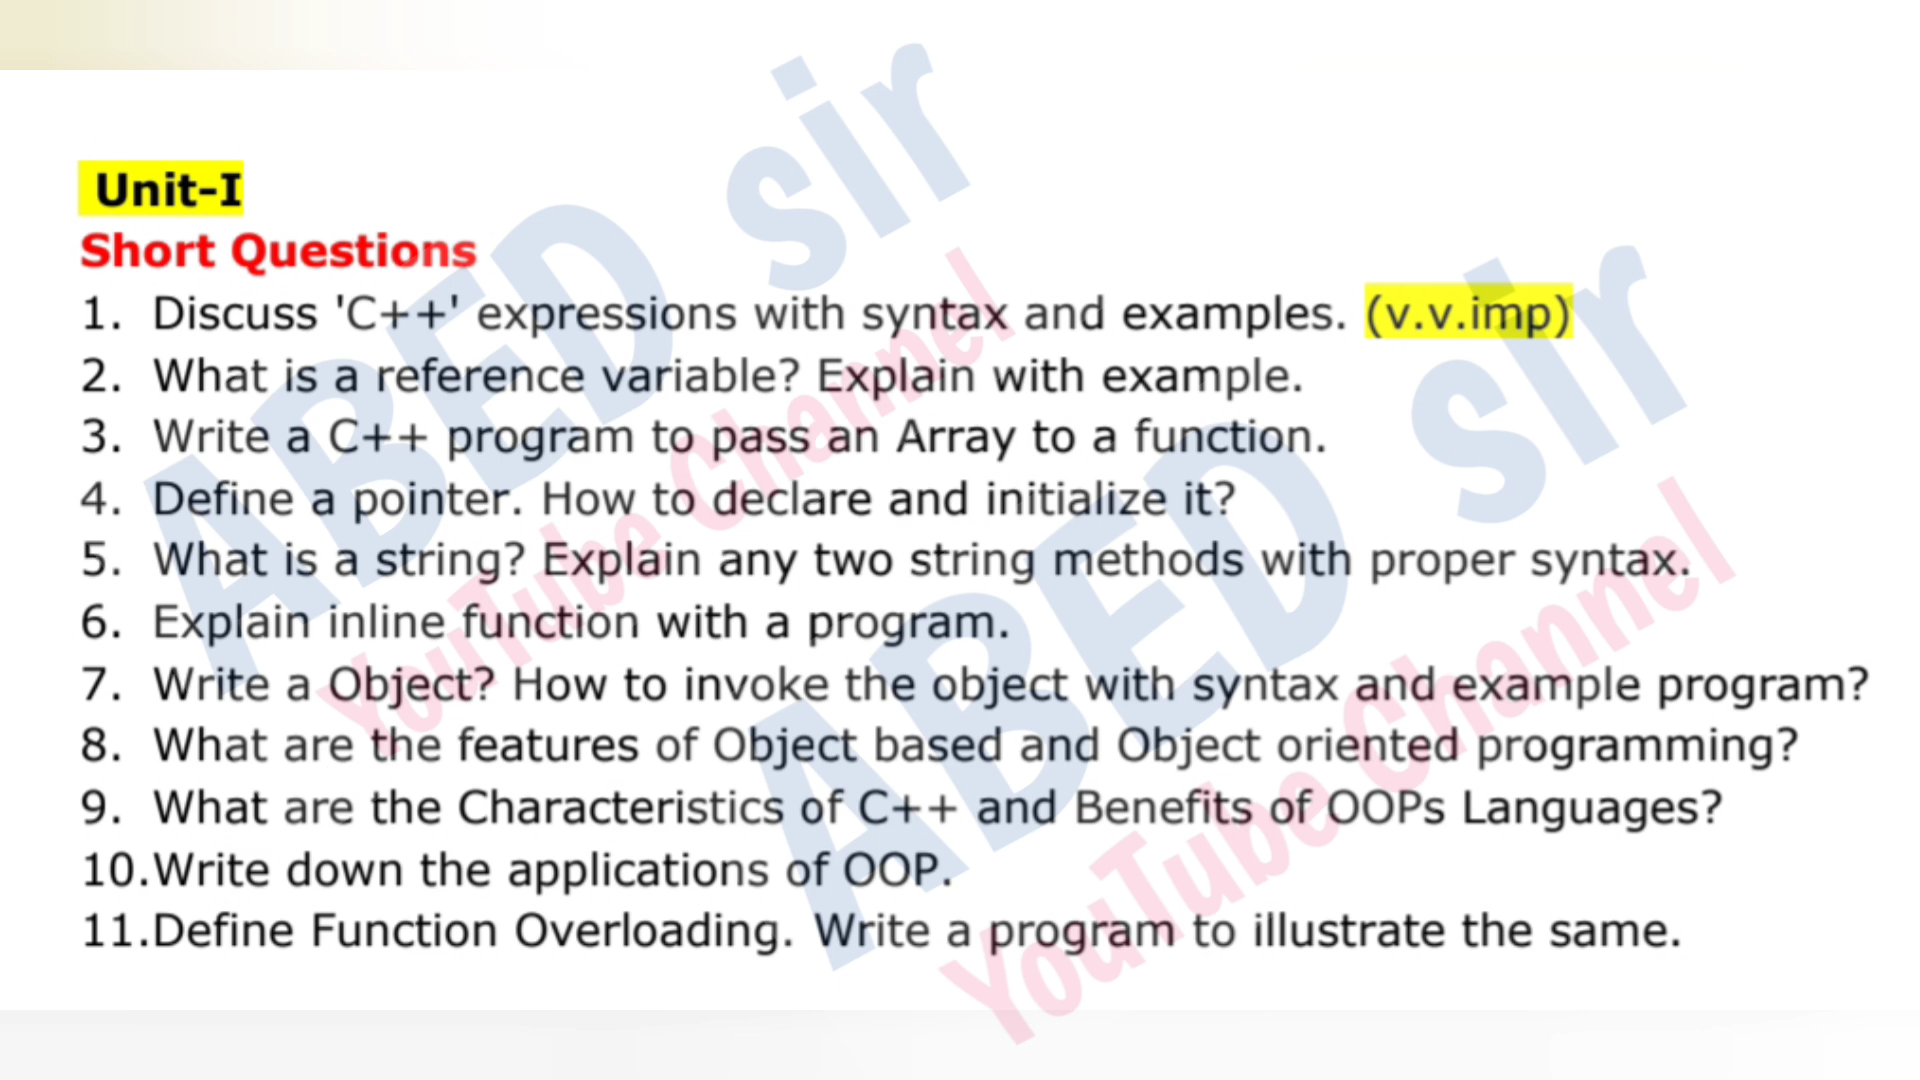 Unit-I
Short Questions
1. Discuss 'C++' expressions with syntax and examples. (v.v.imp)
2. What is a reference variable? Explain with example.
3. Write a C++ program to pass an Array to a function.
4. Define a pointer. How to declare and initialize it?
5. What is a string? Explain any two string methods with proper syntax.
6. Explain inline function with a program.
7. Write a Object? How to invoke the object with syntax and example program?
8. What are the features of Object based and Object oriented programming?
9. What are the Characteristics of C++ and Benefits of OOPs Languages?
10.Write down the applications of OOP.
11.Define Function Overloading. Write a program to illustrate the same.
ABED sir
YouTube Channel
ABED sir
YouTube Channel